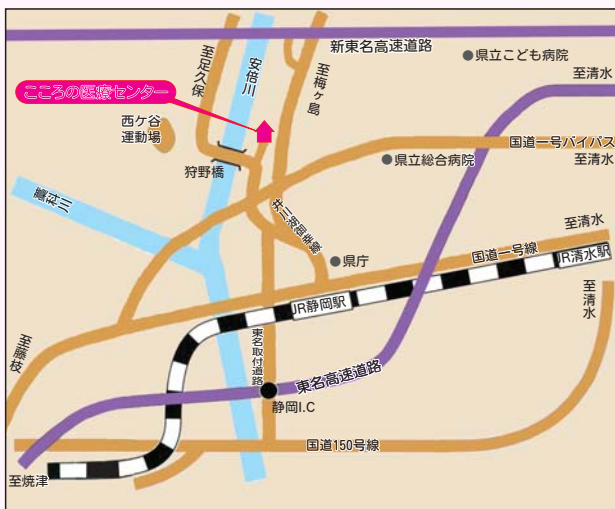 新東名高速道路
県立こども病院
至清水
至足久保
安倍川
至梅ヶ島
こころの医療センター
西ケ谷
運動場
狩野橋
国道一号バイパス
至清水
県立総合病院
藁科川
井川湖御幸線
県庁
至清水
国道一号線
JR清水駅
至清水
JR静岡駅
東名取付道路
至藤枝
東名高速道路
静岡I.C
国道150号線
至焼津